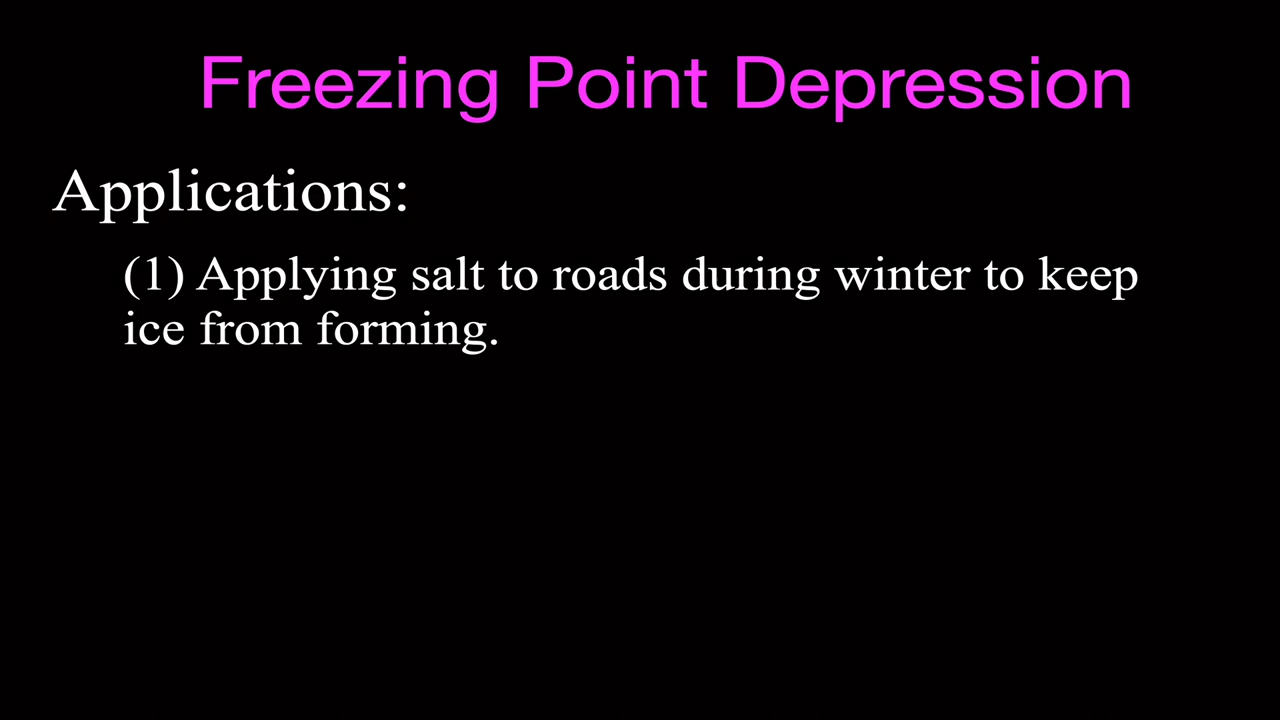 Freezing Point Depression
Applications:
(1) Applying salt to roads during winter to keep
ice from forming.